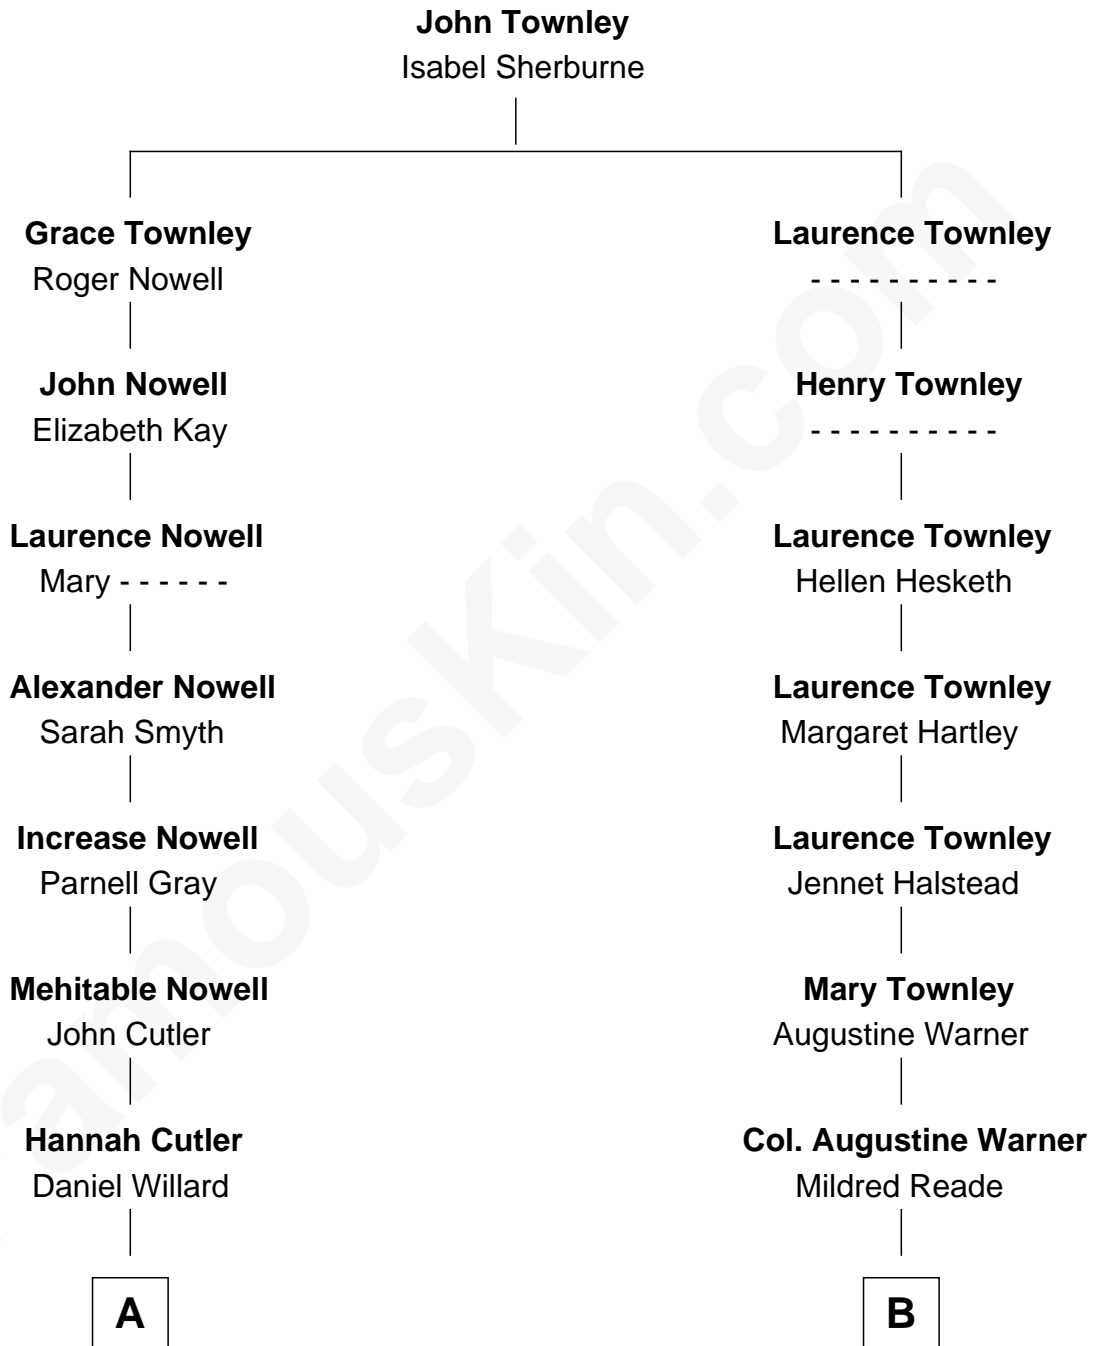 John Townley
Isabel Sherburne
Grace Townley
Roger Nowell
John Nowell
Elizabeth Kay
Laurence Nowell
Mary - - - - - -
Alexander Nowell
Sarah Smyth
Increase Nowell
Parnell Gray
Mehitable Nowell
John Cutler
Hannah Cutler
Daniel Willard
A
Laurence Townley
- - - - - - - - - -
Henry Townley
- - - - - - - - - -
Laurence Townley
Hellen Hesketh
Laurence Townley
Margaret Hartley
Laurence Townley
Jennet Halstead
Mary Townley
Augustine Warner
Col. Augustine Warner
Mildred Reade
B
amouskin.com